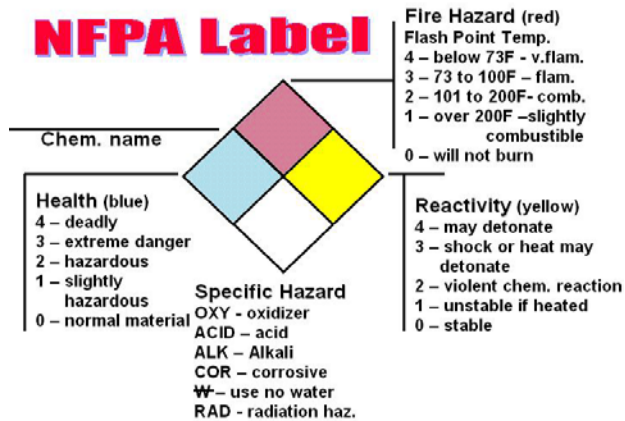 NFPA Label
Fire Hazard (red)
Flash Point Temp.
4 – below 73F - v.flam.
3 – 73 to 100F – flam.
2 – 101 to 200F- comb.
1 – over 200F –slightly
combustible
0 – will not burn
Chem. name
Health (blue)
4 – deadly
3 – extreme danger
2 – hazardous
1 – slightly
hazardous
0 – normal material
Reactivity (yellow)
4 – may detonate
3 – shock or heat may
detonate
2 – violent chem. reaction
1 – unstable if heated
0 – stable
Specific Hazard
OXY - oxidizer
ACID – acid
ALK – Alkali
COR – corrosive
W – use no water
RAD - radiation haz.